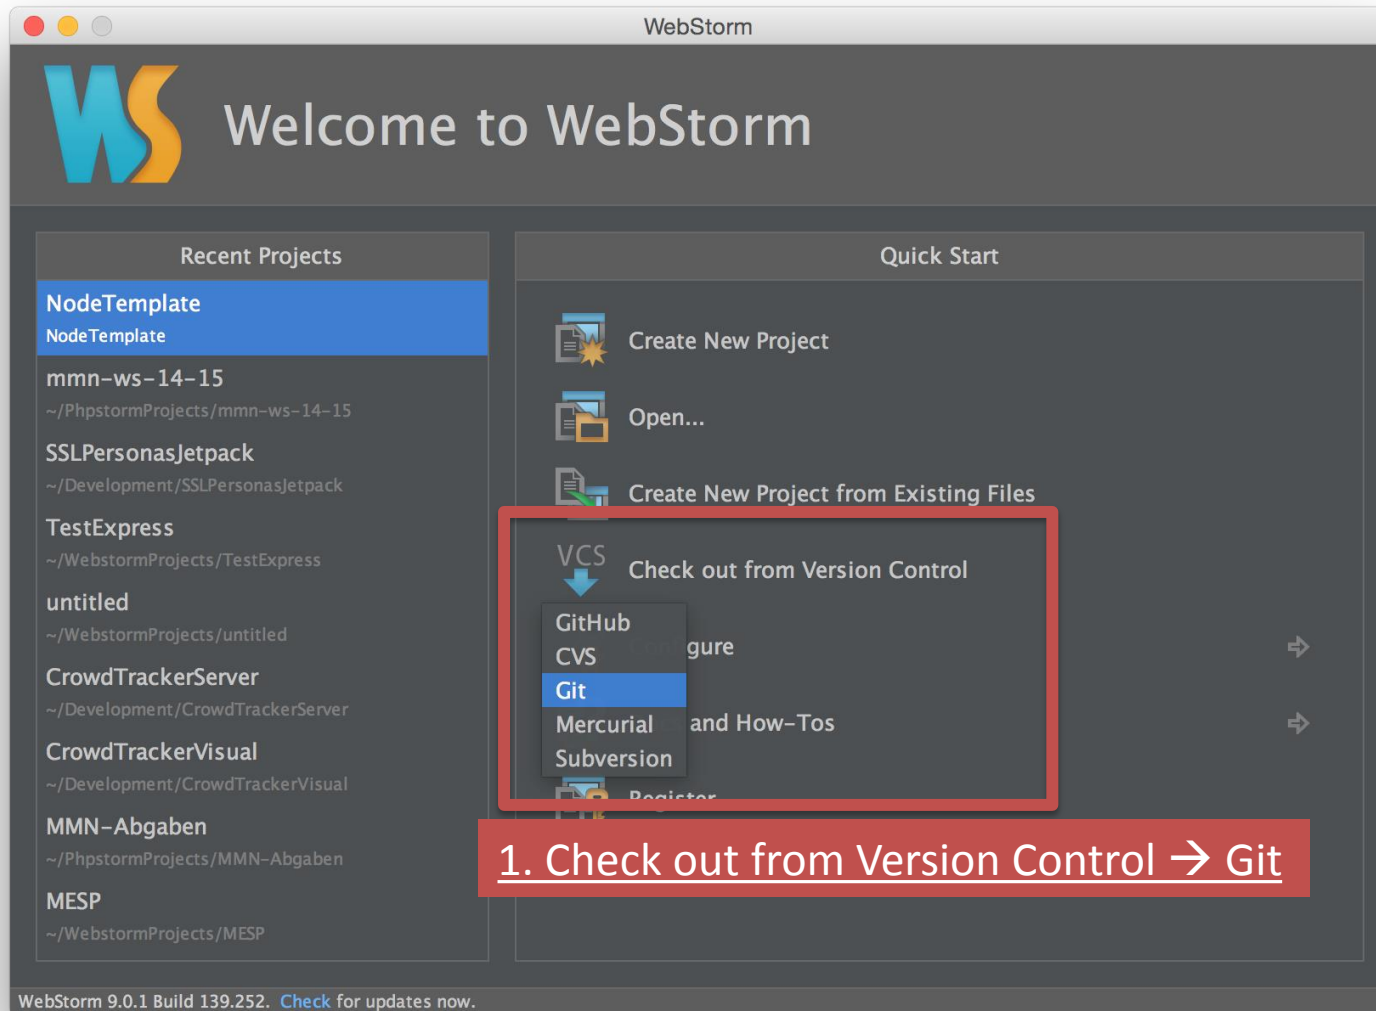 WebStorm
WS
Welcome to WebStorm
Recent Projects
NodeTemplate
NodeTemplate
mmn-ws-14-15
~/PhpstormProjects/mmn-ws-14-15
SSLPersonasJetpack
~/Development/SSLPersonasJetpack
TestExpress
~/WebstormProjects/TestExpress
untitled
~/WebstormProjects/untitled
CrowdTrackerServer
~/Development/CrowdTrackerServer
CrowdTrackerVisual
~/Development/CrowdTrackerVisual
MMN-Abgaben
~/PhpstormProjects/MMN-Abgaben
MESP
~/WebstormProjects/MESP
Quick Start
Create New Project
Open...
Create New Project from Existing Files
VCS
Check out from Version Control
GitHub
CVS
Git
Mercurial
Subversion
gure
and How-Tos
Register
1. Check out from Version Control → Git
WebStorm 9.0.1 Build 139.252. Check for updates now.